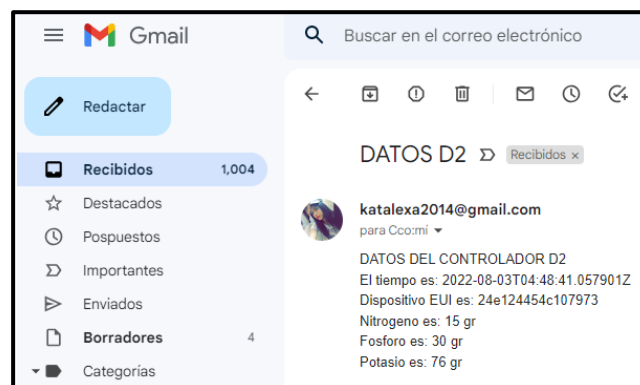 Gmail
Buscar en el correo electrónico
Redactar
Recibidos 1,004
Destacados
Pospuestos
Importantes
Enviados
Borradores 4
Categorías
DATOS D2 Recibidos ×
katalexa2014@gmail.com
para Cco:mí
DATOS DEL CONTROLADOR D2
El tiempo es: 2022-08-03T04:48:41.057901Z
Dispositivo EUI es: 24e124454c107973
Nitrogeno es: 15 gr
Fosforo es: 30 gr
Potasio es: 76 gr